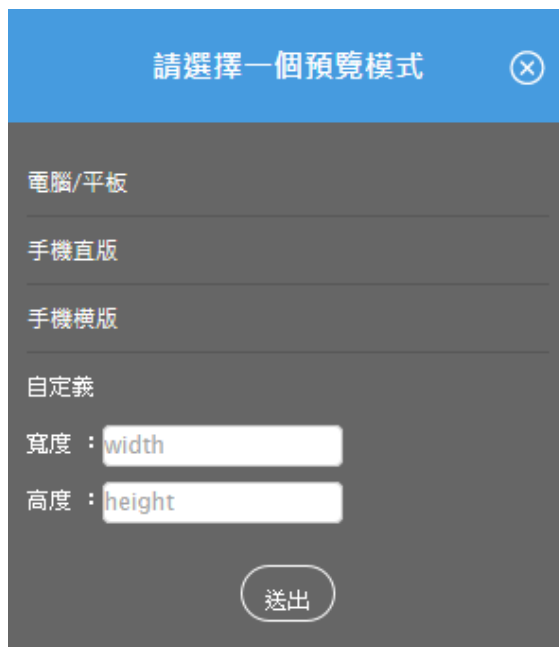 請選擇一個預覽模式
電腦/平板
手機直版
手機橫版
自定義
寬度 ：width
高度 ：height
送出